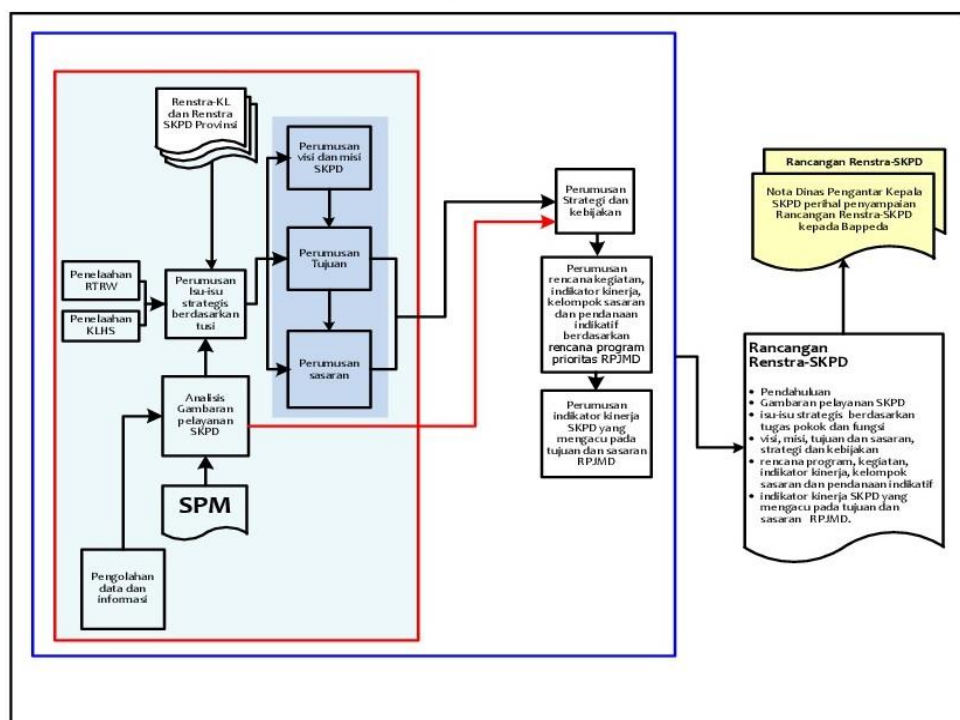 Renstra-KL
dan Renstra
SKPD Provinsi
Perumusan
visi dan misi
SKPD
Perumusan
Tujuan
Perumusan
sasaran
Penelaahan
RTRW
Penelaahan
KLHS
Perumusan
Isu-isu
strategis
berdasarkan
tusi
Analisis
Gambaran
pelayanan
SKPD
SPM
Pengolahan
data dan
informasi
Perumusan
Strategi dan
kebijakan
Perumusan
rencana kegiatan,
indikator kinerja,
kelompok sasaran
dan pendanaan
indikatif
berdasarkan
rencana program
prioritas RPJMD
Perumusan
indikator kinerja
SKPD yang
mengacu pada
tujuan dan sasaran
RPJMD
Rancangan Renstra-SKPD
Nota Dinas Pengantar Kepala
SKPD perihal penyampaian
Rancangan Renstra-SKPD
kepada Bappeda
Rancangan
Renstra-SKPD
• Pendahuluan
• Gambaran pelayanan SKPD
• isu-isu strategis berdasarkan
tugas pokok dan fungsi
• visi, misi, tujuan dan sasaran,
strategi dan kebijakan
• rencana program, kegiatan,
indikator kinerja, kelompok
sasaran dan pendanaan indikatif
• indikator kinerja SKPD yang
mengacu pada tujuan dan
sasaran RPJMD.